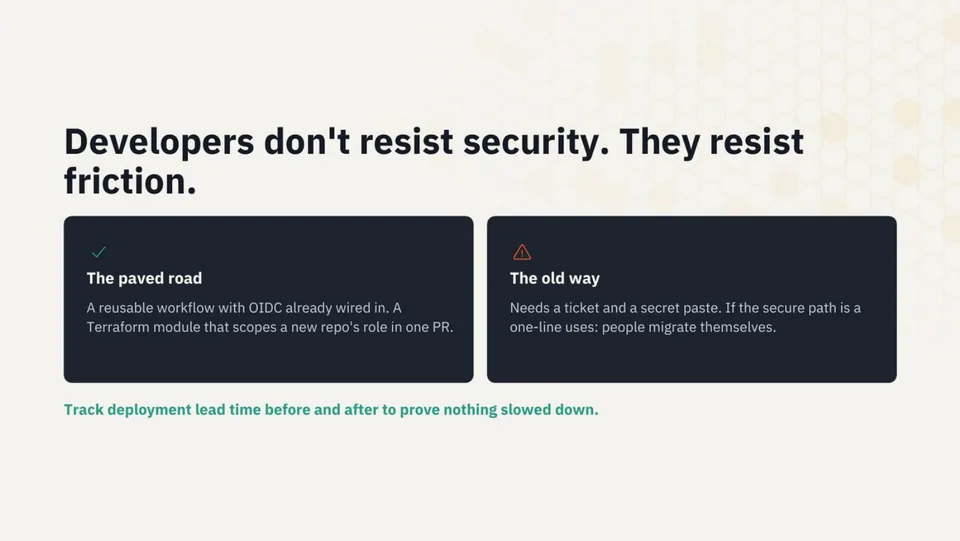 Developers don't resist security. They resist
friction.
The paved road
A reusable workflow with OIDC already wired in. A
Terraform module that scopes a new repo's role in one PR.
The old way
Needs a ticket and a secret paste. If the secure path is a
one-line uses: people migrate themselves.
Track deployment lead time before and after to prove nothing slowed down.